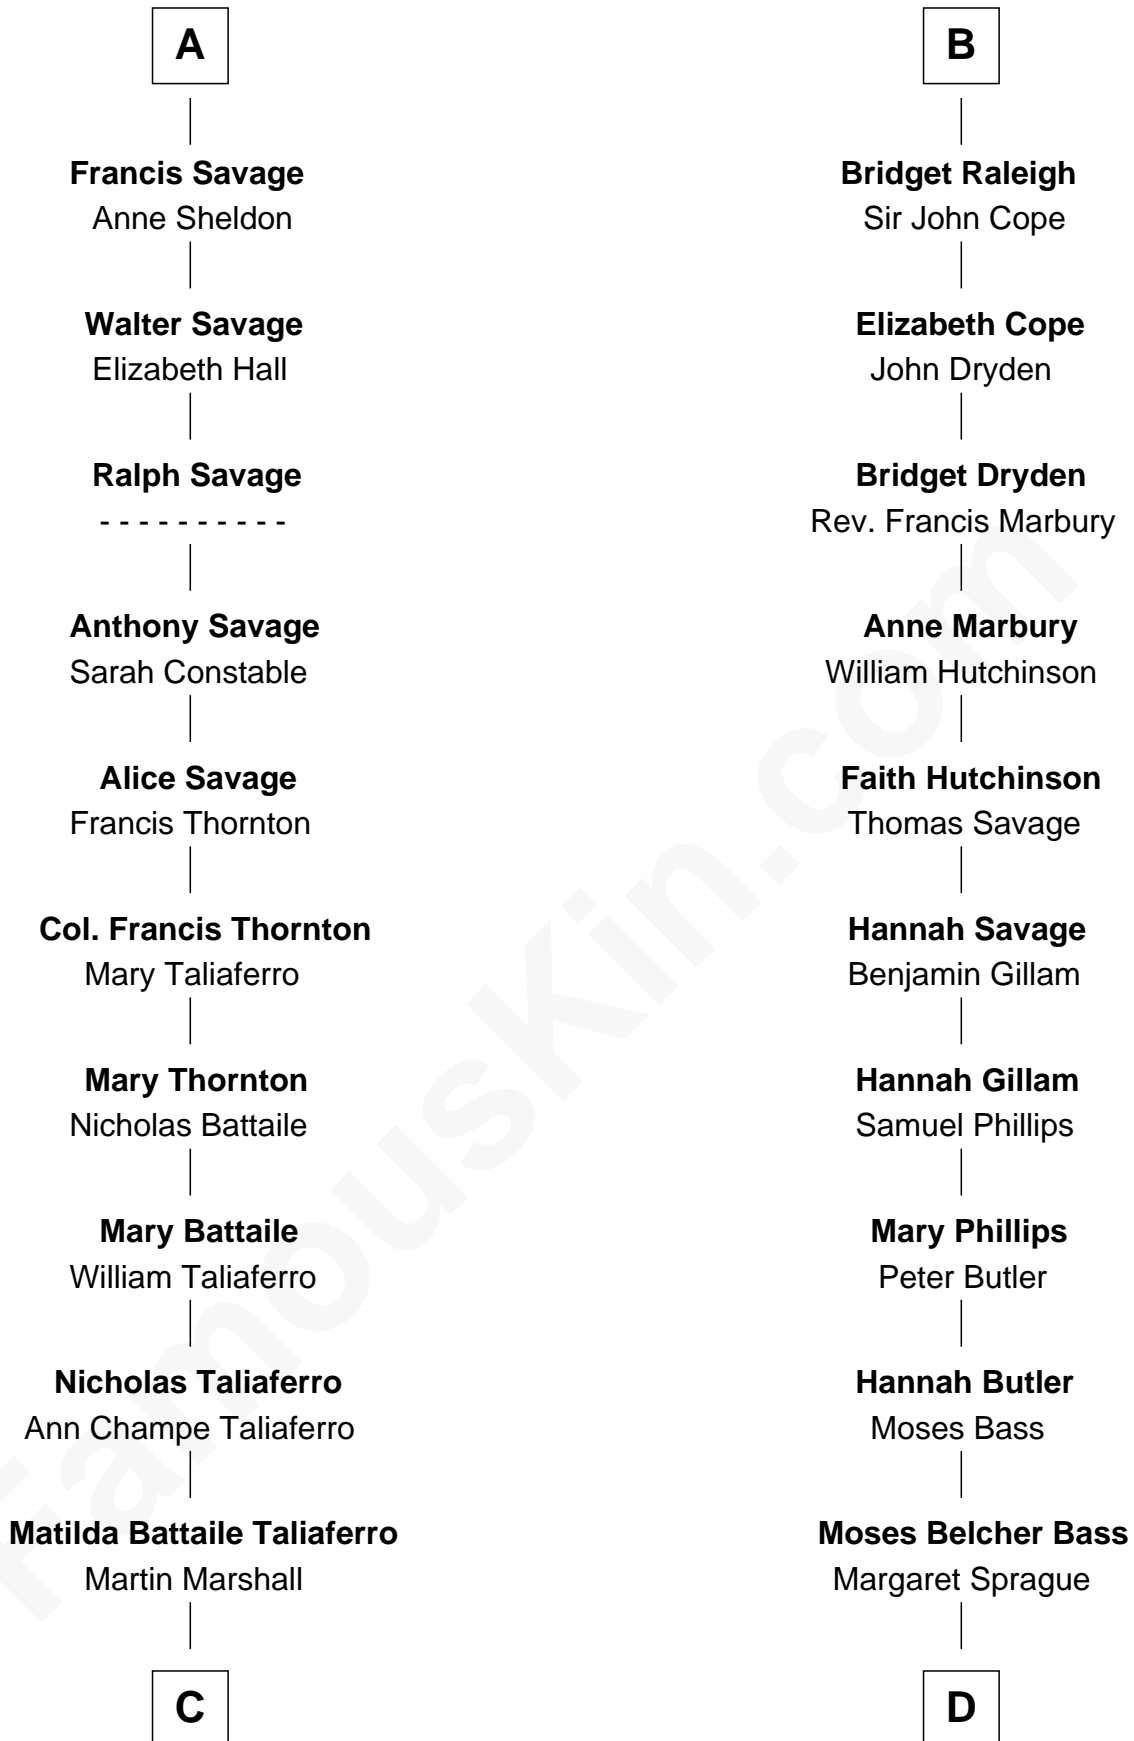 A
Francis Savage
Anne Sheldon
Walter Savage
Elizabeth Hall
Ralph Savage
- - - - - - - - - -
Anthony Savage
Sarah Constable
Alice Savage
Francis Thornton
Col. Francis Thornton
Mary Taliaferro
Mary Thornton
Nicholas Battaile
Mary Battaile
William Taliaferro
Nicholas Taliaferro
Ann Champe Taliaferro
Matilda Battaile Taliaferro
Martin Marshall
C
B
Bridget Raleigh
Sir John Cope
Elizabeth Cope
John Dryden
Bridget Dryden
Rev. Francis Marbury
Anne Marbury
William Hutchinson
Faith Hutchinson
Thomas Savage
Hannah Savage
Benjamin Gillam
Hannah Gillam
Samuel Phillips
Mary Phillips
Peter Butler
Hannah Butler
Moses Bass
Moses Belcher Bass
Margaret Sprague
D
FamousKin.com